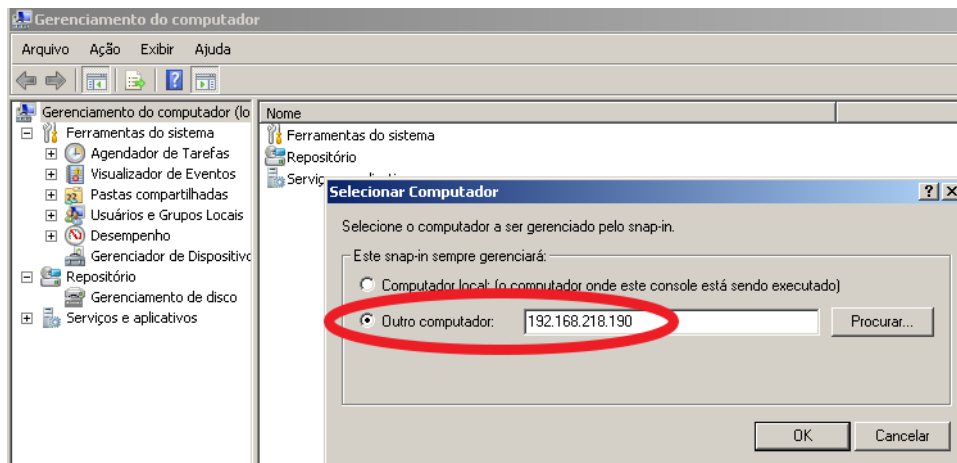 Gerenciamento do computador
Arquivo Ação Exibir Ajuda
Gerenciamento do computador (lo
Ferramentas do sistema
Agendador de Tarefas
Visualizador de Eventos
Pastas compartilhadas
Usuários e Grupos Locais
Desempenho
Gerenciador de Dispositivo
Repositório
Gerenciamento de disco
Serviços e aplicativos
Nome
Ferramentas do sistema
Repositório
Selecionar Computador
Selecione o computador a ser gerenciado pelo snap-in.
Este snap-in sempre gerenciará:
Computador local: (o computador onde este console está sendo executado)
Outro computador: 192.168.218.190 Procurar...
OK Cancelar